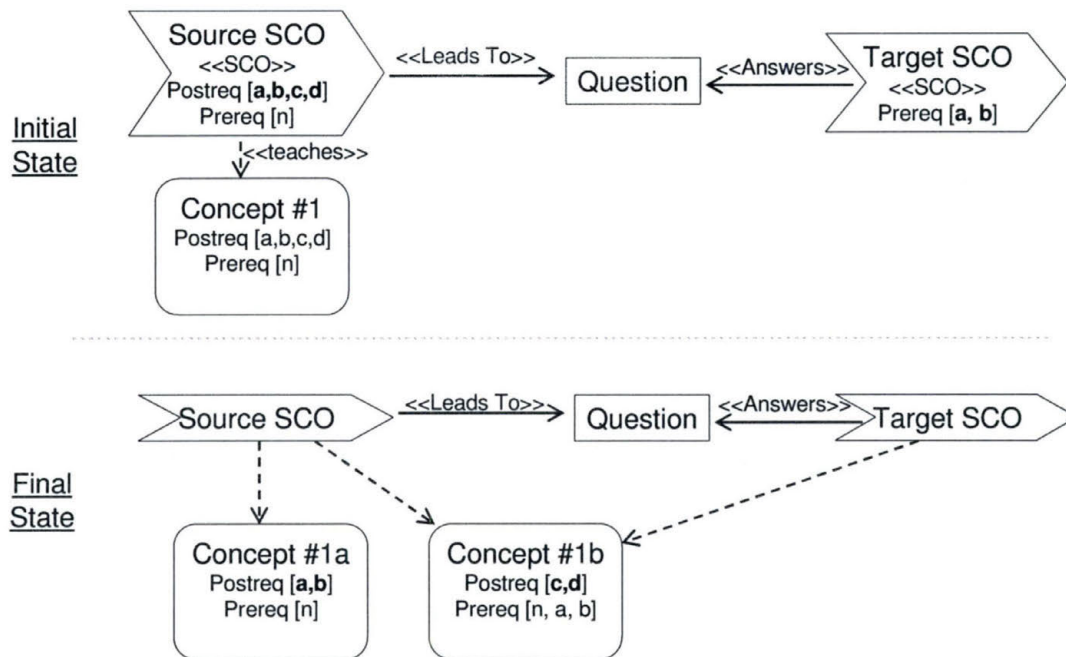 Source SCO
<<SCO>>
Postreq [a,b,c,d]
Prereq [n]
<<Leads To>>
Question
<<Answers>>
Target SCO
<<SCO>>
Prereq [a, b]
Initial
State
<<teaches>>
Concept #1
Postreq [a,b,c,d]
Prereq [n]
Source SCO
<<Leads To>>
Question
<<Answers>>
Target SCO
Final
State
Concept #1a
Postreq [a,b]
Prereq [n]
Concept #1b
Postreq [c,d]
Prereq [n, a, b]